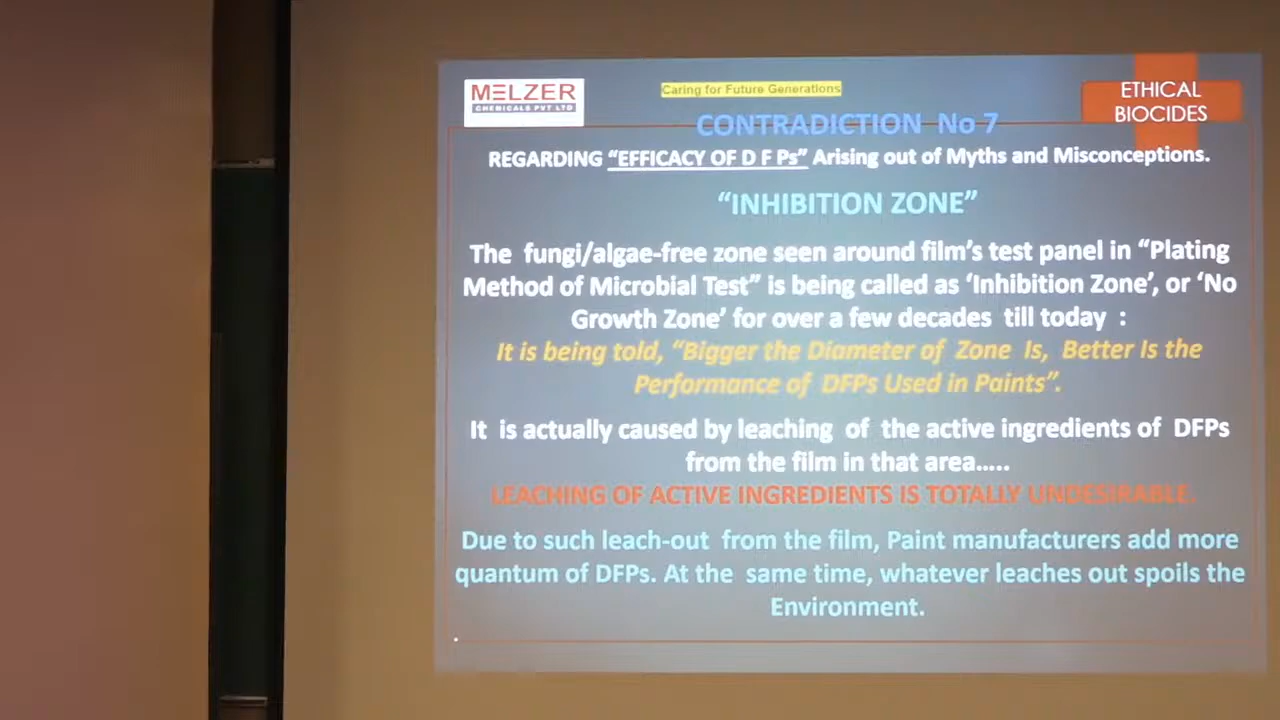 MELZER
CHEMICALS PVT LTD
Caring for Future Generations
ETHICAL
BIOCIDES
CONTRADICTION No 7
REGARDING “EFFICACY OF D F Ps” Arising out of Myths and Misconceptions.
“INHIBITION ZONE”
The fungi/algae-free zone seen around film’s test panel in “Plating
Method of Microbial Test” is being called as ‘Inhibition Zone’, or ‘No
Growth Zone’ for over a few decades till today :
It is being told, “Bigger the Diameter of Zone Is, Better Is the
Performance of DFPs Used in Paints”.
It is actually caused by leaching of the active ingredients of DFPs
from the film in that area.....
LEACHING OF ACTIVE INGREDIENTS IS TOTALLY UNDESIRABLE.
Due to such leach-out from the film, Paint manufacturers add more
quantum of DFPs. At the same time, whatever leaches out spoils the
Environment.